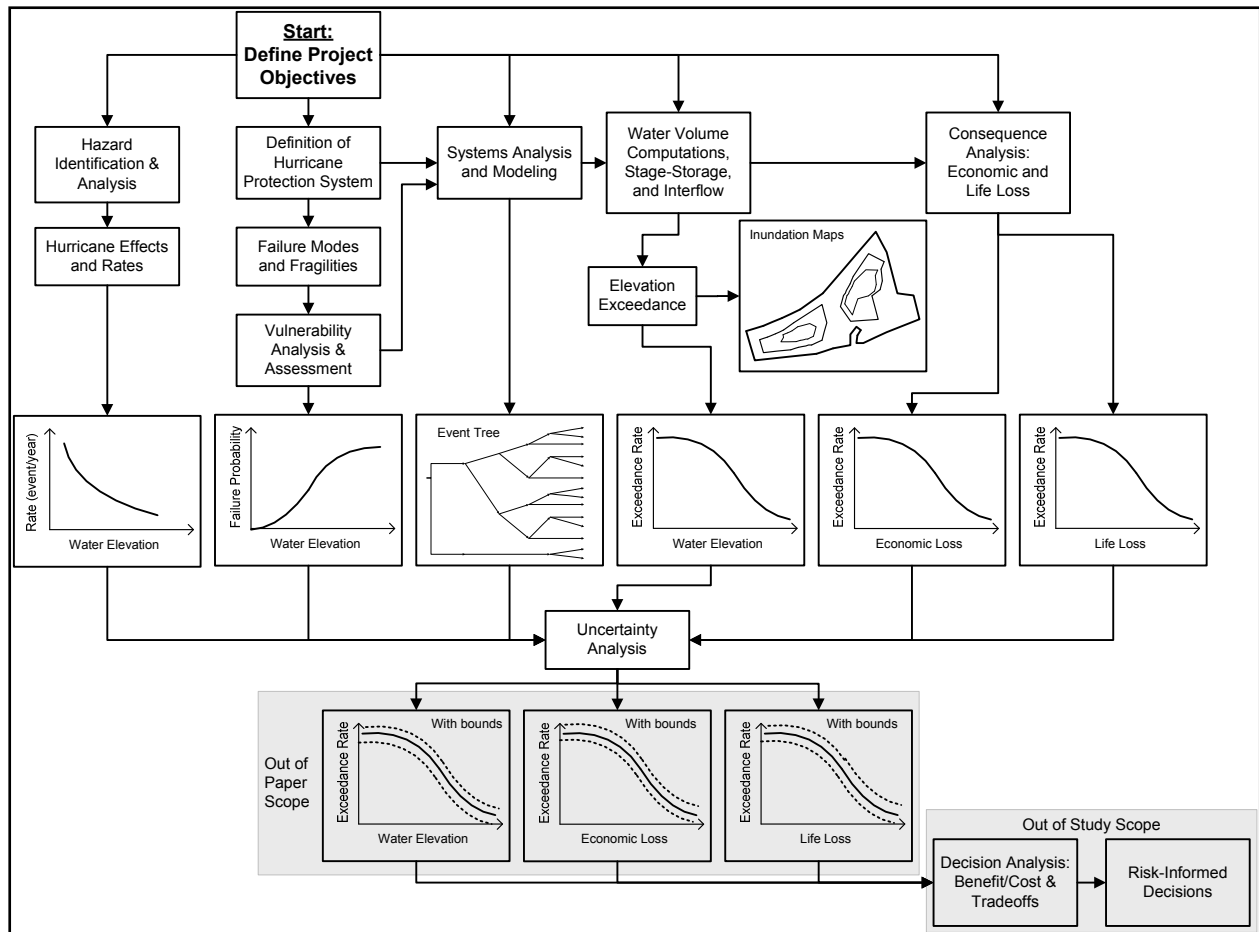 Start:
Define Project
Objectives
Hazard
Identification &
Analysis
Definition of
Hurricane
Protection System
Systems Analysis
and Modeling
Water Volume
Computations,
Stage-Storage,
and Interflow
Consequence
Analysis:
Economic and
Life Loss
Hurricane Effects
and Rates
Failure Modes
and Fragilities
Elevation
Exceedance
Inundation Maps
Vulnerability
Analysis &
Assessment
Rate (event/year)
Water Elevation
Failure Probability
Water Elevation
Event Tree
Exceedance Rate
Water Elevation
Exceedance Rate
Economic Loss
Exceedance Rate
Life Loss
Uncertainty
Analysis
Out of
Paper
Scope
With bounds
Exceedance Rate
Water Elevation
With bounds
Exceedance Rate
Economic Loss
With bounds
Exceedance Rate
Life Loss
Out of Study Scope
Decision Analysis:
Benefit/Cost &
Tradeoffs
Risk-Informed
Decisions